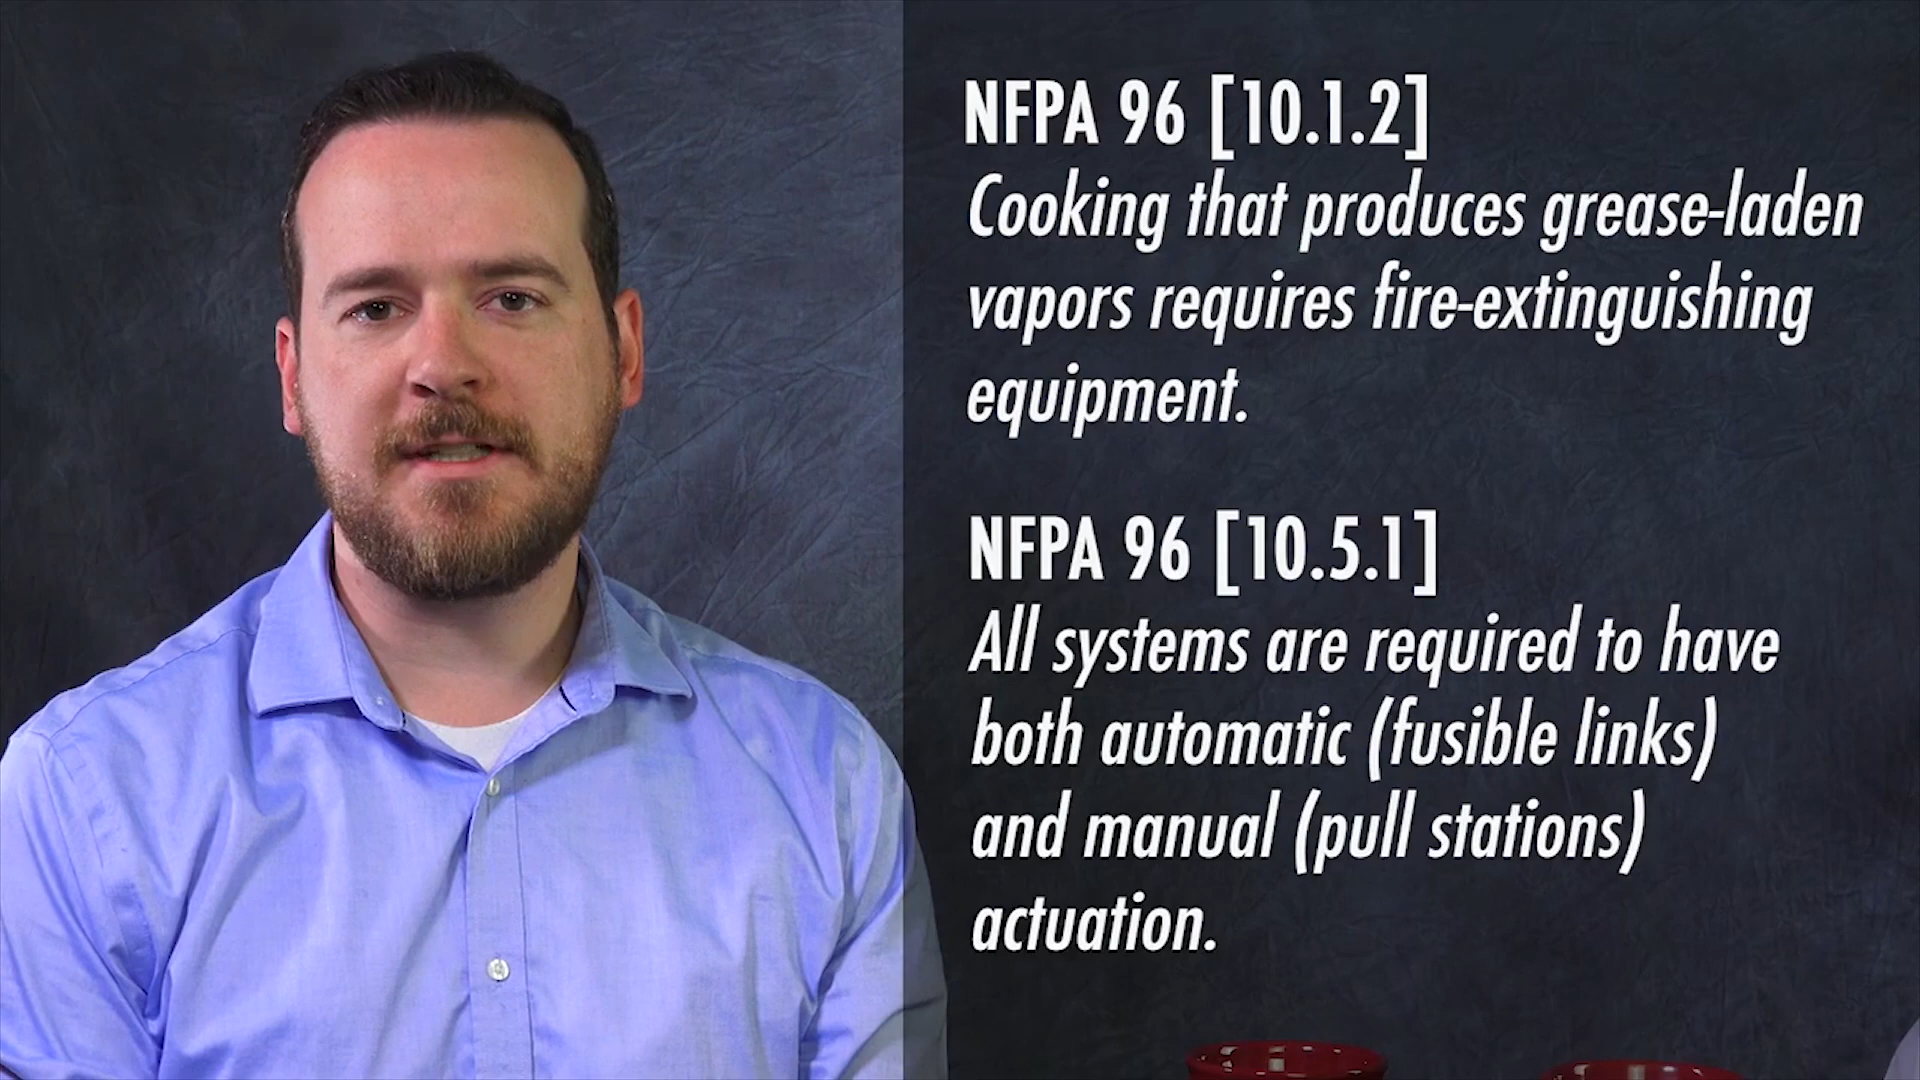 NFPA 96 [10.1.2]
Cooking that produces grease-laden
vapors requires fire-extinguishing
equipment.
NFPA 96 [10.5.1]
All systems are required to have
both automatic (fusible links)
and manual (pull stations)
actuation.